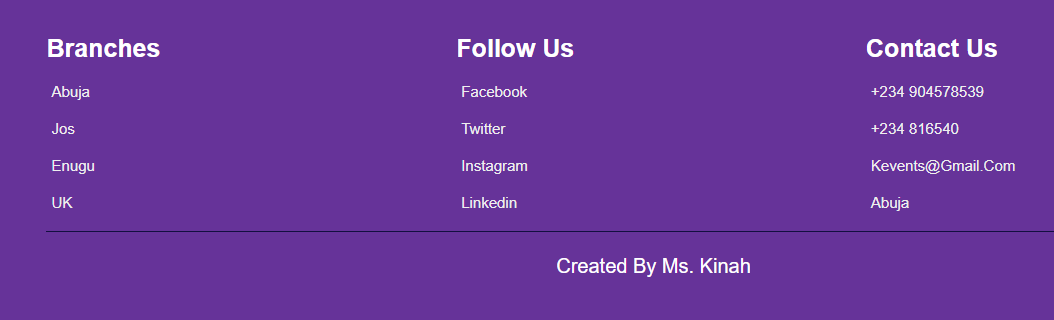 Branches
Abuja
Jos
Enugu
UK
Follow Us
Facebook
Twitter
Instagram
Linkedin
Contact Us
+234 904578539
+234 816540
Kevents@Gmail.Com
Abuja
Created By Ms. Kinah